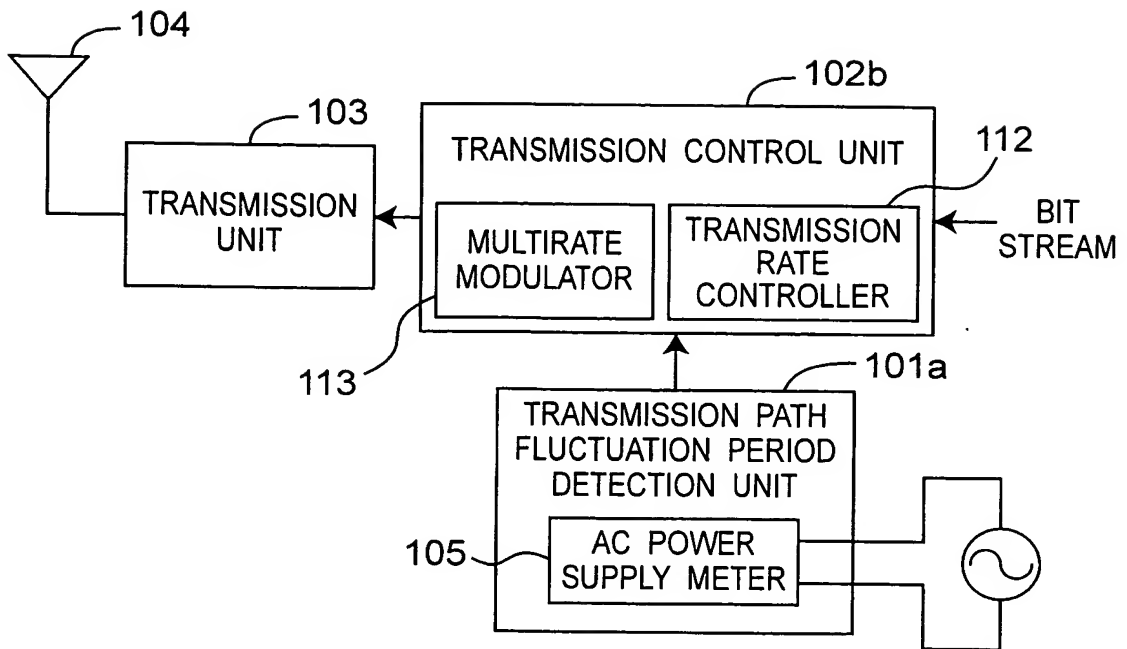 104
103
102b
TRANSMISSION CONTROL UNIT
112
TRANSMISSION
UNIT
MULTIRATE
MODULATOR
TRANSMISSION
RATE
CONTROLLER
BIT
STREAM
113
101a
TRANSMISSION PATH
FLUCTUATION PERIOD
DETECTION UNIT
105
AC POWER
SUPPLY METER